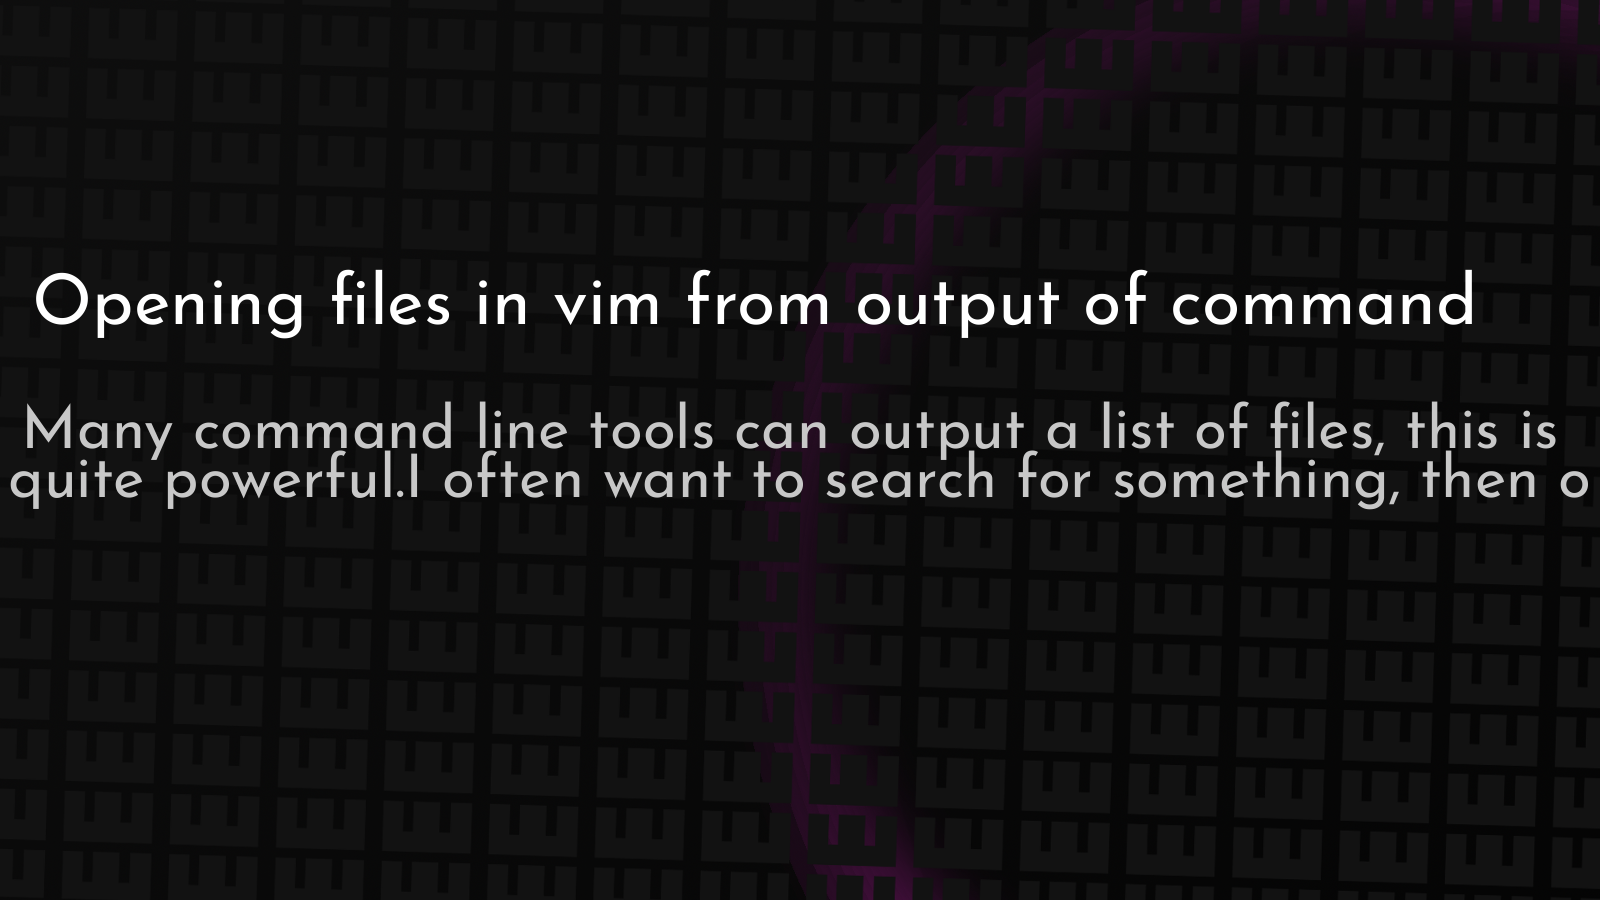 Opening files in vim from output of command
Many command line tools can output a list of files, this is
quite powerful.I often want to search for something, then o